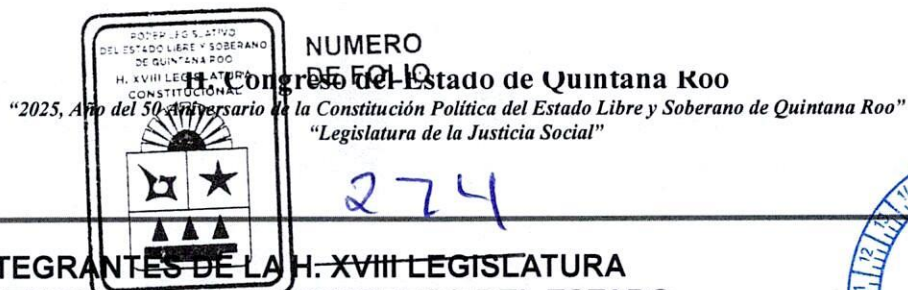 PODER LEGISLATIVO
DEL ESTADO LIBRE Y SOBERANO
DE QUINTANA ROO
H. XVIII LEGISLATURA
CONSTITUCIONAL
NUMERO
DE FOLIO
H. Congreso del Estado de Quintana Roo
“2025, Año del 50 Aniversario de la Constitución Política del Estado Libre y Soberano de Quintana Roo”
“Legislatura de la Justicia Social”
274
TEGRANTES DE LA H. XVIII LEGISLATURA
12 13